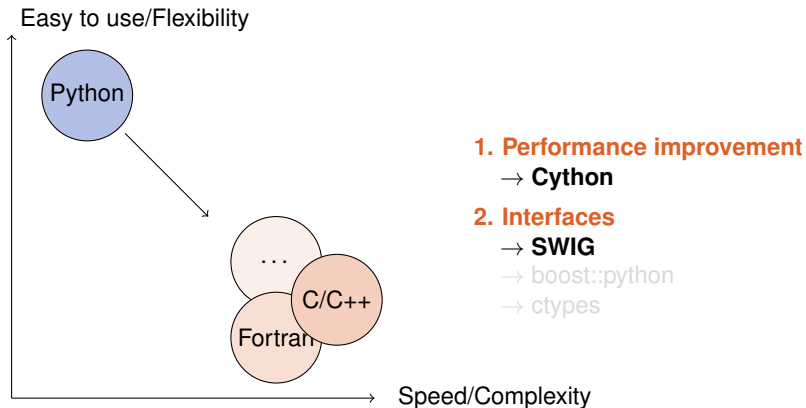 Easy to use/Flexibility
Python
1. Performance improvement
→ Cython
2. Interfaces
→ SWIG
→ boost::python
→ ctypes
...
C/C++
Fortran
Speed/Complexity